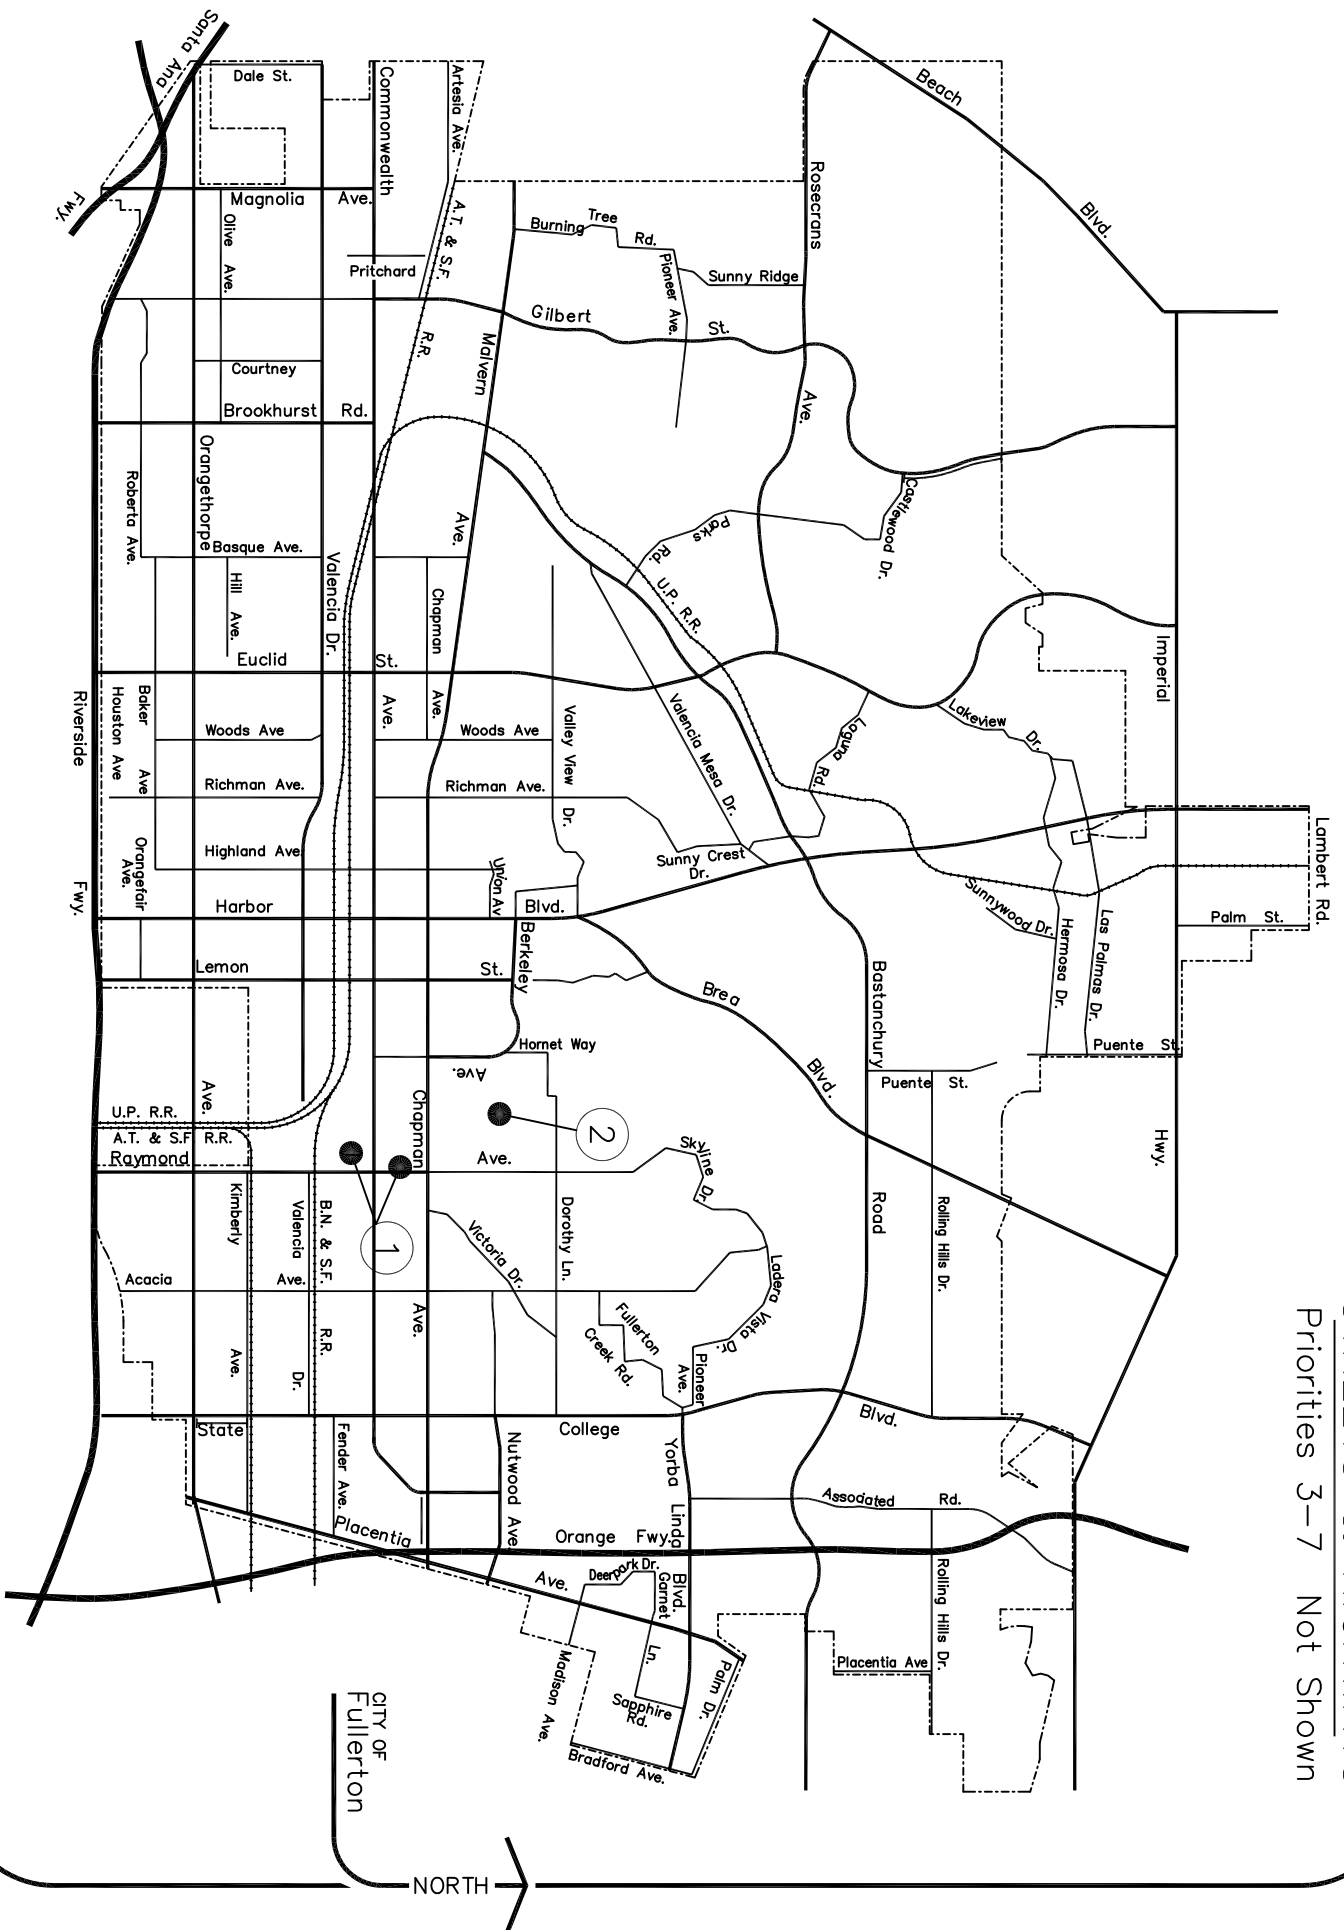 Priorities 3-7 Not Shown
Santa Ana
Fwy.
Dale St.
Commonwealth
Artesia Ave.
Beach
Blvd.
Rosecrans
Ave.
Magnolia Ave.
Olive Ave.
Pritchard
A.T. & S.F.
R.R.
Burning Tree Rd.
Pioneer Ave.
Sunny Ridge
Gilbert St.
Malvern
Ave.
Courtney
Brookhurst Rd.
Orangethorpe
Roberta Ave.
Basque Ave.
Hill Ave.
Valencia Dr.
Chapman
Ave.
Parks
Rd.
U.P. R.R.
Castlewood Dr.
Imperial
Euclid St.
Riverside
Houston Ave
Baker Ave
Woods Ave
Ave.
Woods Ave
Valley View Dr.
Valencia Mesa Dr.
Laguna Rd.
Lakeview Dr.
Richman Ave.
Richman Ave.
Orangefair
Ave.
Highland Ave
Union Av
Sunny Crest
Dr.
Lambert Rd.
Fwy.
Harbor Blvd.
Berkeley
Sunnywood Dr.
Hermosa Dr.
Las Palmas Dr.
Palm St.
Lemon St.
Brea
Blvd.
Bastanchury
Hornet Way
Ave.
Puente St.
Puente St.
U.P. R.R.
A.T. & S.F. R.R.
Ave.
Raymond Ave.
Chapman
2
1
Skyline Dr.
Road
Hwy.
Kimberly
Ave.
Valencia
Dr.
B.N. & S.F. R.R.
Victoria Dr.
Dorothy Ln.
Rolling Hills Dr.
Acacia Ave.
Ave.
Fullerton
Creek Rd.
Ladera Vista Dr.
Pioneer
Ave.
State
College Blvd.
Fender Ave.
Nutwood Ave.
Yorba Linda Blvd.
Associated Rd.
Placentia
Ave.
Orange Fwy.
Deerpark Dr.
Garnet
Ln.
Rolling Hills Dr.
Placentia Ave
Madison Ave.
Sapphire
Rd.
Palm Dr.
Bradford Ave.
CITY OF
Fullerton
NORTH